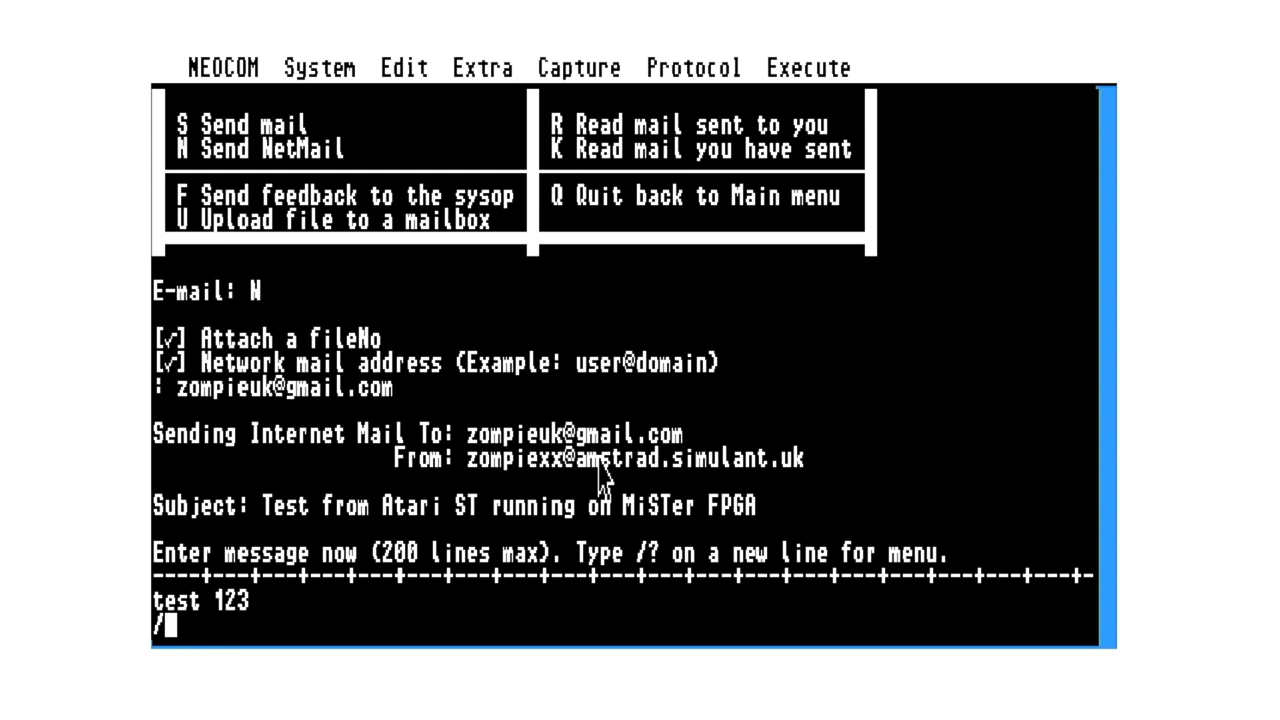 NEOCOM System Edit Extra Capture Protocol Execute
S Send mail R Read mail sent to you
N Send NetMail K Read mail you have sent
F Send feedback to the sysop Q Quit back to Main menu
U Upload file to a mailbox
E-mail: N
[✓] Attach a fileNo
[✓] Network mail address (Example: user@domain)
: zompieuk@gmail.com
Sending Internet Mail To: zompieuk@gmail.com
From: zompiexx@amstrad.simulant.uk
Subject: Test from Atari ST running on MiSTer FPGA
Enter message now (200 lines max). Type /? on a new line for menu.
----+---+---+---+---+---+---+---+---+---+---+---+---+---+---+---+---+---+---+-
test 123
/